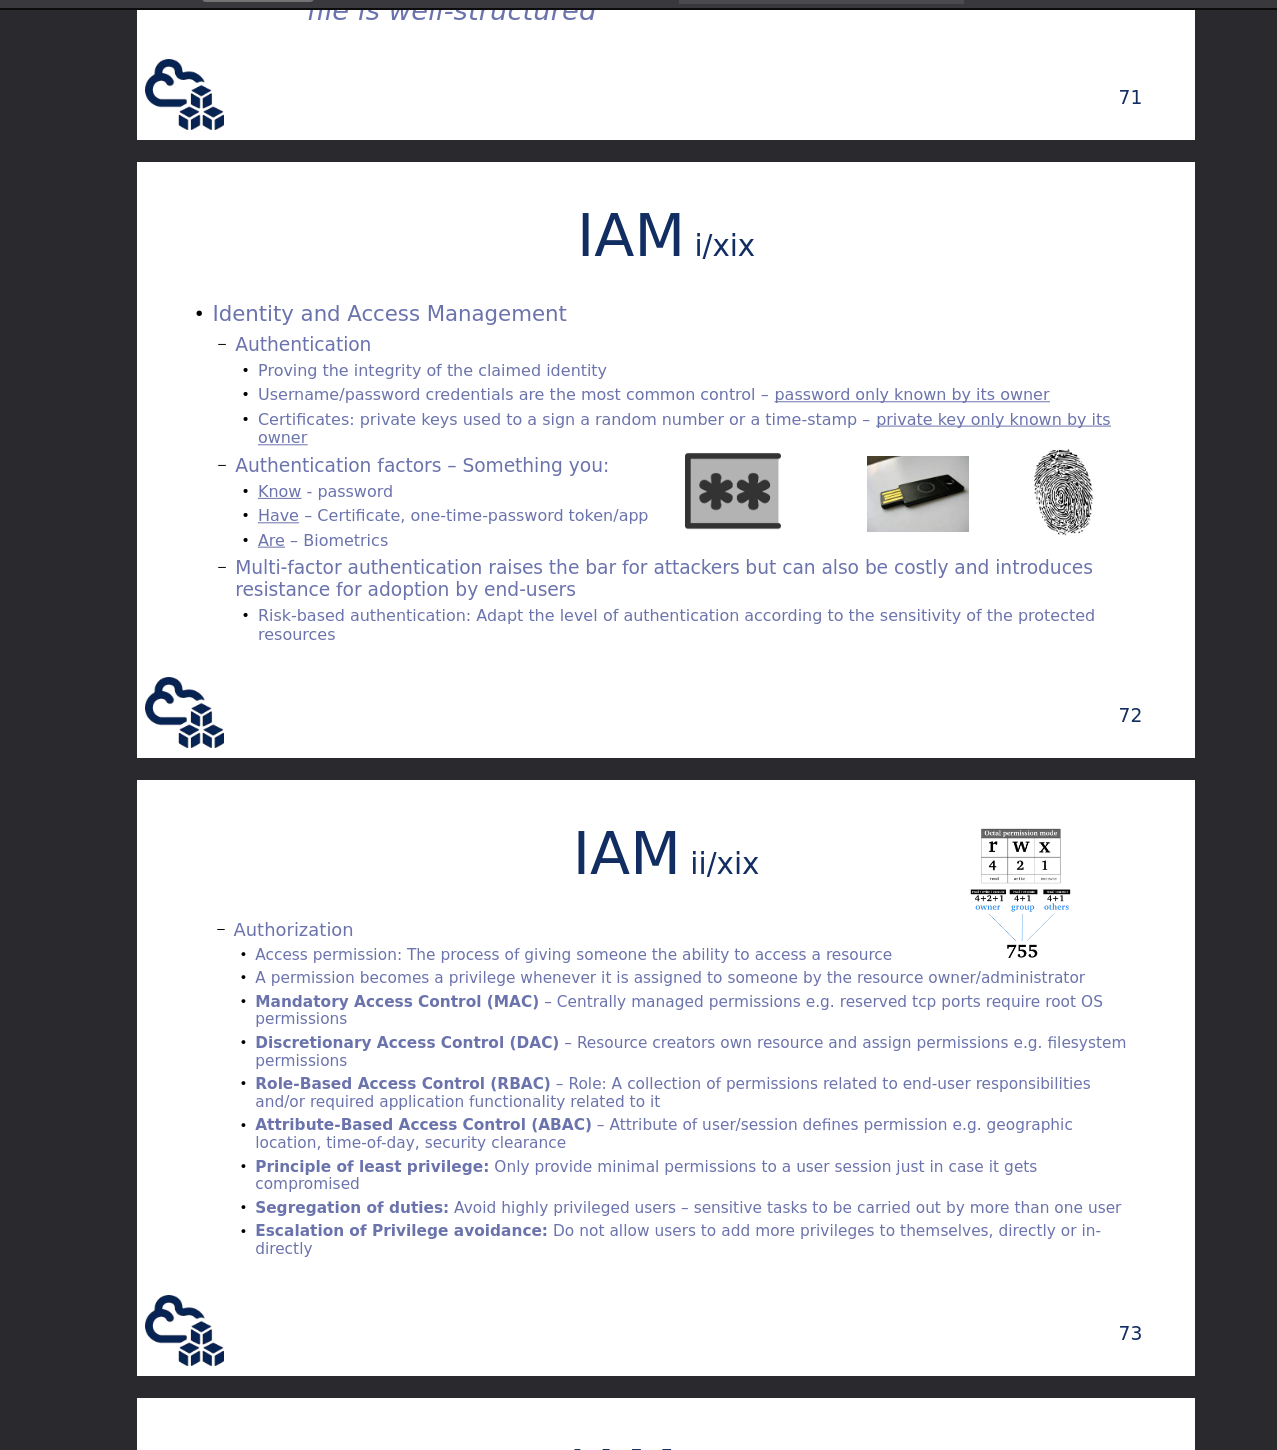 file is well-structured
71
IAM i/xix
• Identity and Access Management
– Authentication
• Proving the integrity of the claimed identity
• Username/password credentials are the most common control – password only known by its owner
• Certificates: private keys used to a sign a random number or a time-stamp – private key only known by its
owner
– Authentication factors – Something you:
• Know - password
• Have – Certificate, one-time-password token/app
• Are – Biometrics
– Multi-factor authentication raises the bar for attackers but can also be costly and introduces
resistance for adoption by end-users
• Risk-based authentication: Adapt the level of authentication according to the sensitivity of the protected
resources
72
IAM ii/xix
Octal permission mode
r w x
4 2 1
read write execute
4+2+1 4+1 4+1
owner group others
755
– Authorization
• Access permission: The process of giving someone the ability to access a resource
• A permission becomes a privilege whenever it is assigned to someone by the resource owner/administrator
• Mandatory Access Control (MAC) – Centrally managed permissions e.g. reserved tcp ports require root OS
permissions
• Discretionary Access Control (DAC) – Resource creators own resource and assign permissions e.g. filesystem
permissions
• Role-Based Access Control (RBAC) – Role: A collection of permissions related to end-user responsibilities
and/or required application functionality related to it
• Attribute-Based Access Control (ABAC) – Attribute of user/session defines permission e.g. geographic
location, time-of-day, security clearance
• Principle of least privilege: Only provide minimal permissions to a user session just in case it gets
compromised
• Segregation of duties: Avoid highly privileged users – sensitive tasks to be carried out by more than one user
• Escalation of Privilege avoidance: Do not allow users to add more privileges to themselves, directly or in-
directly
73